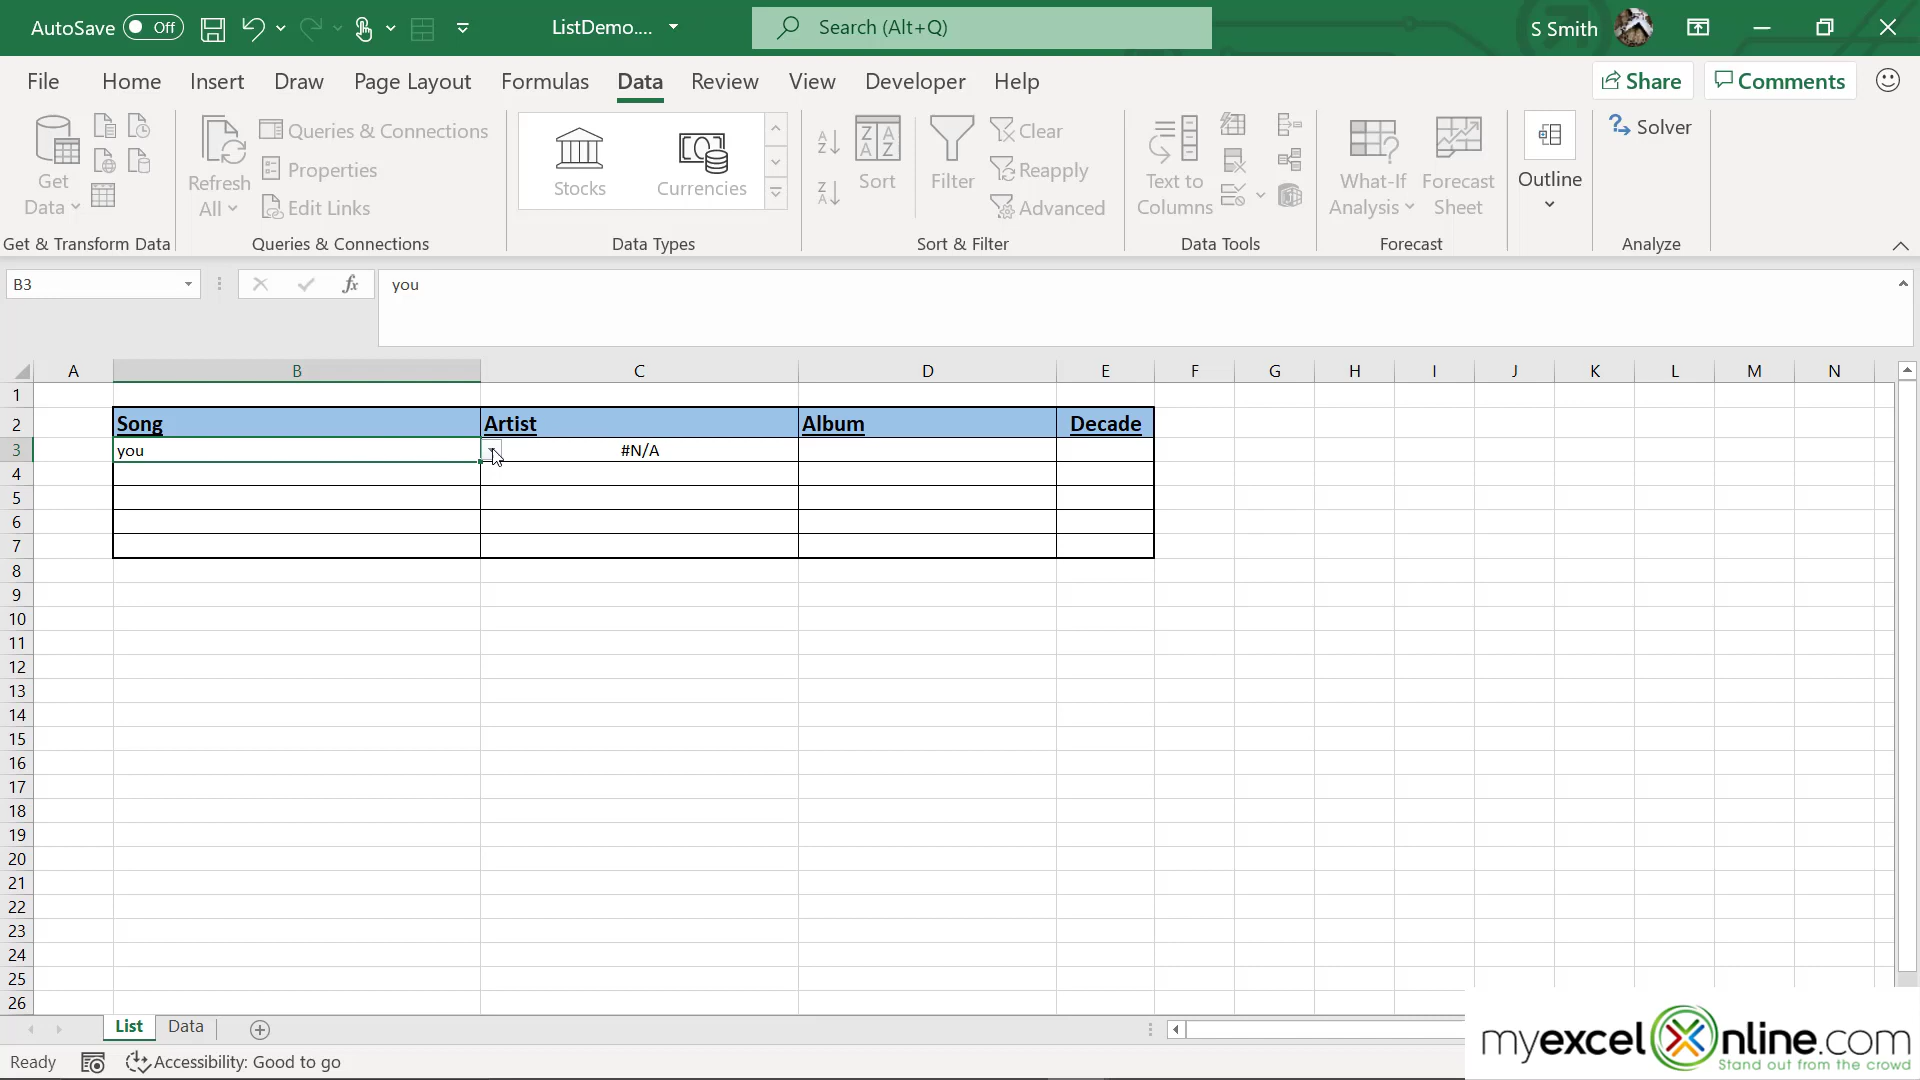 AutoSave Off ListDemo.... Search (Alt+Q) S Smith
File Home Insert Draw Page Layout Formulas Data Review View Developer Help Share Comments
Get Data
Refresh All
Queries & Connections
Properties
Edit Links
Stocks Currencies
Sort
Filter
Clear
Reapply
Advanced
Text to Columns
What-If Analysis
Forecast Sheet
Outline
Solver
Get & Transform Data Queries & Connections Data Types Sort & Filter Data Tools Forecast Analyze
B3 fx you
A B C D E F G H I J K L M N
1
2 Song Artist Album Decade
3 you #N/A
4
5
6
7
8
9
10
11
12
13
14
15
16
17
18
19
20
21
22
23
24
25
26
List Data
Ready Accessibility: Good to go
myexcelOnline.com
Stand out from the crowd